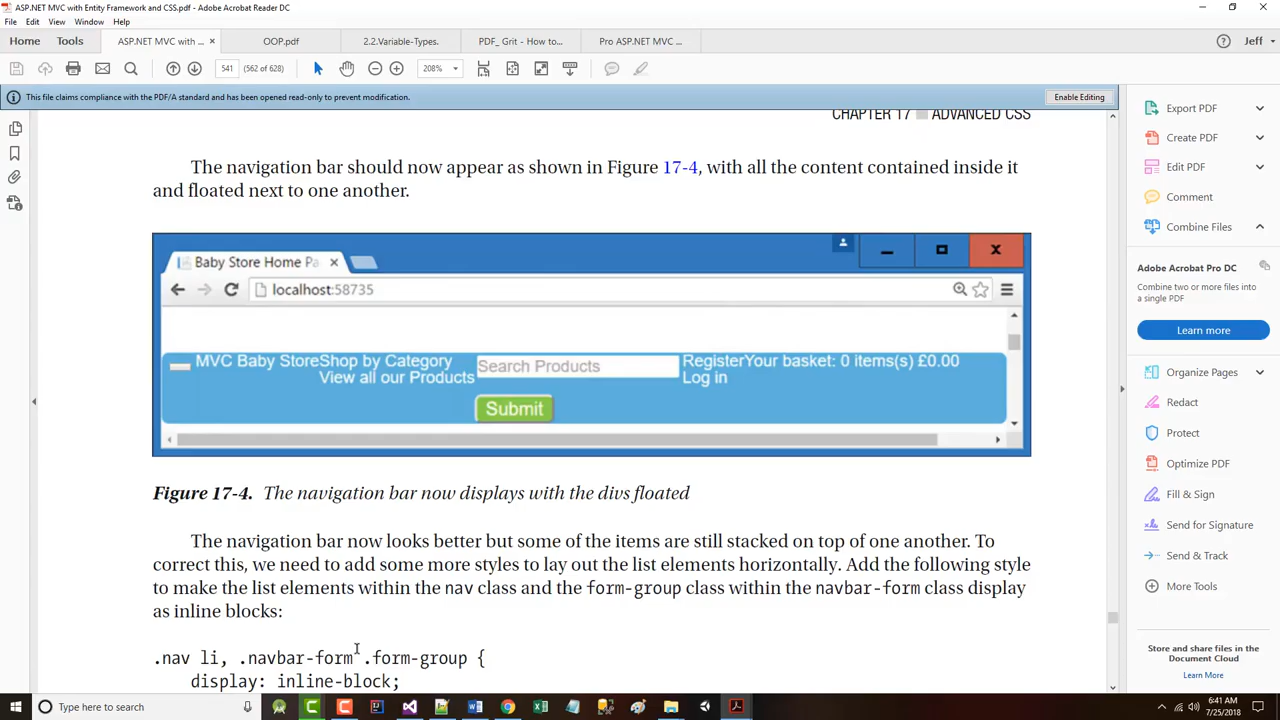 ASP.NET MVC with Entity Framework and CSS.pdf - Adobe Acrobat Reader DC
File Edit View Window Help
Home Tools ASP.NET MVC with ... × OOP.pdf 2.2.Variable-Types. PDF_ Grit - How to... Pro ASP.NET MVC ... Jeff
541 (562 of 628) 208%
This file claims compliance with the PDF/A standard and has been opened read-only to prevent modification. Enable Editing
CHAPTER 17 ■ ADVANCED CSS
The navigation bar should now appear as shown in Figure 17-4, with all the content contained inside it
and floated next to one another.
Baby Store Home Pa ×
localhost:58735
MVC Baby StoreShop by Category Search Products RegisterYour basket: 0 items(s) £0.00
View all our Products Log in
Submit
Figure 17-4. The navigation bar now displays with the divs floated
The navigation bar now looks better but some of the items are still stacked on top of one another. To
correct this, we need to add some more styles to lay out the list elements horizontally. Add the following style
to make the list elements within the nav class and the form-group class within the navbar-form class display
as inline blocks:
.nav li, .navbar-form .form-group {
display: inline-block;
Export PDF
Create PDF
Edit PDF
Comment
Combine Files
Adobe Acrobat Pro DC
Combine two or more files into
a single PDF
Learn more
Organize Pages
Redact
Protect
Optimize PDF
Fill & Sign
Send for Signature
Send & Track
More Tools
Store and share files in the
Document Cloud
Learn More
Type here to search
6:41 AM
7/25/2018